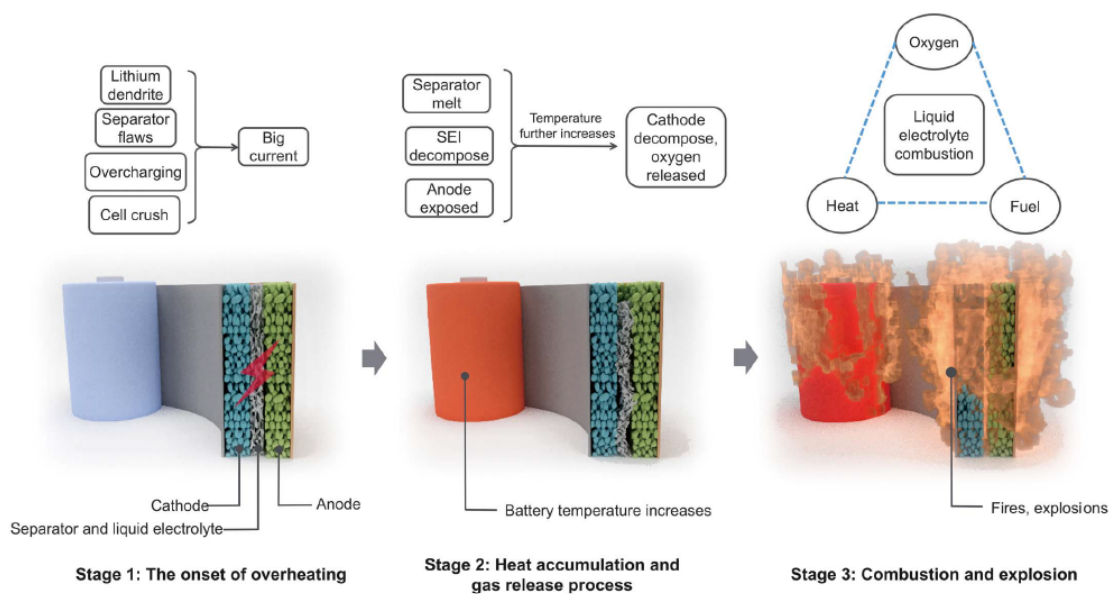 Lithium
dendrite
Separator
flaws
Overcharging
Cell crush
Big
current
Separator
melt
SEI
decompose
Anode
exposed
Temperature
further increases
Cathode
decompose,
oxygen
released
Oxygen
Liquid
electrolyte
combustion
Heat
Fuel
Cathode
Anode
Separator and liquid electrolyte
Battery temperature increases
Fires, explosions
Stage 1: The onset of overheating
Stage 2: Heat accumulation and
gas release process
Stage 3: Combustion and explosion